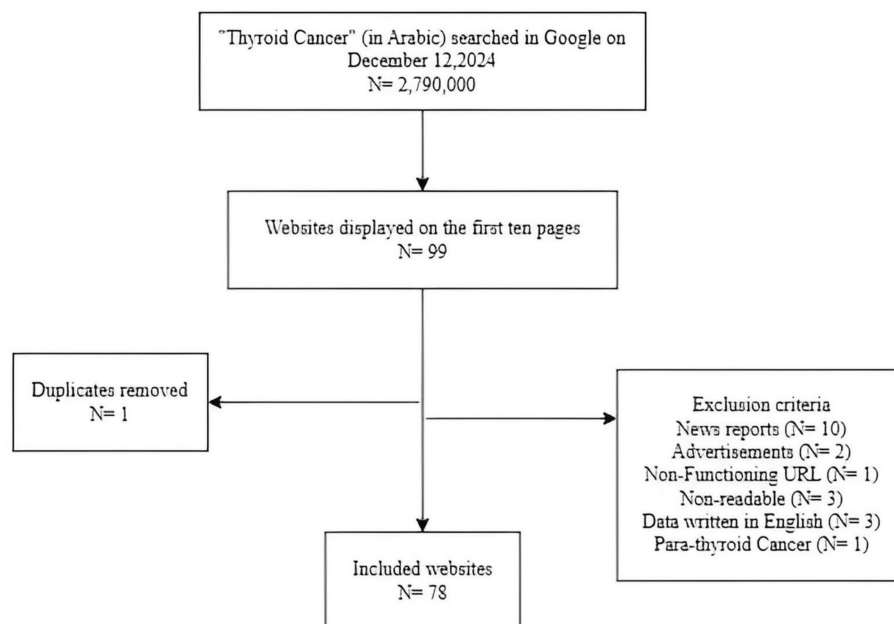 "Thyroid Cancer" (in Arabic) searched in Google on
December 12,2024
N= 2,790,000
Websites displayed on the first ten pages
N= 99
Duplicates removed
N= 1
Exclusion criteria
News reports (N= 10)
Advertisements (N= 2)
Non-Functioning URL (N= 1)
Non-readable (N= 3)
Data written in English (N= 3)
Para-thyroid Cancer (N= 1)
Included websites
N= 78